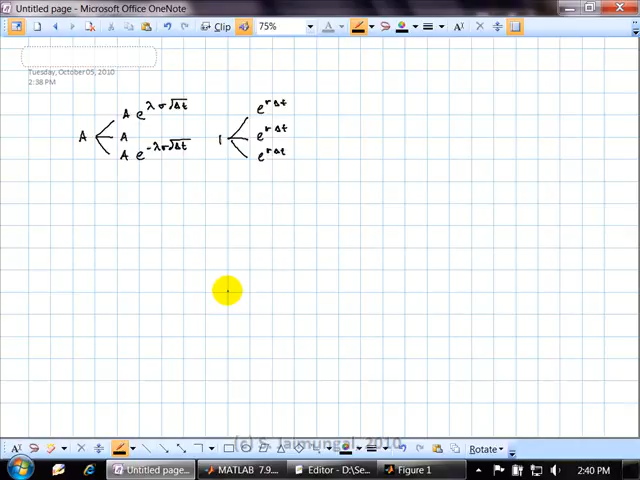 Untitled page - Microsoft Office OneNote
Clip 75% A
Tuesday, October 05, 2010
2:38 PM
A e^{λσ√Δt}
A
A
A e^{-λσ√Δt}
1
e^{rΔt}
e^{rΔt}
e^{rΔt}
(c) S. Jaimungal, 2010
Rotate
Untitled page... MATLAB 7.9... Editor - D:\Se... Figure 1 2:40 PM